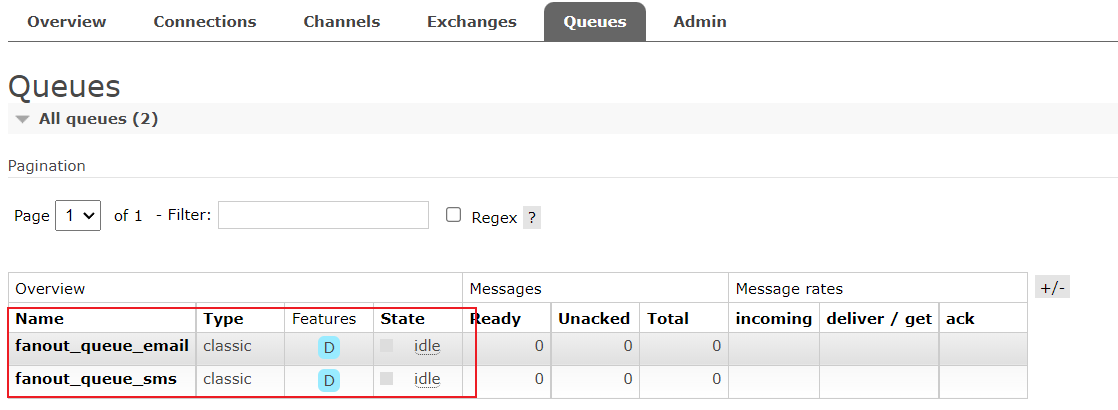 Overview Connections Channels Exchanges Queues Admin
Queues
All queues (2)
Pagination
Page 1 of 1 - Filter: Regex ?
Overview Messages Message rates +/-
Name Type Features State Ready Unacked Total incoming deliver / get ack
fanout_queue_email classic D idle 0 0 0
fanout_queue_sms classic D idle 0 0 0